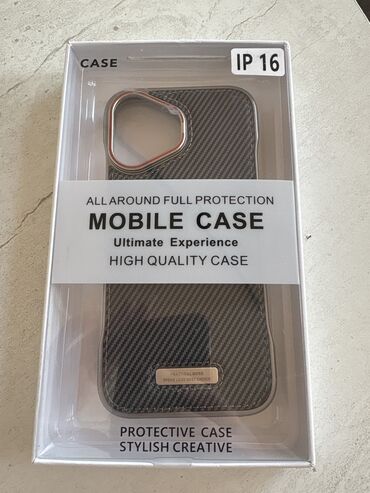 CASE
IP 16
ALL AROUND FULL PROTECTION
MOBILE CASE
Ultimate Experience
HIGH QUALITY CASE
PROTECTIVE CASE
STYLISH CREATIVE